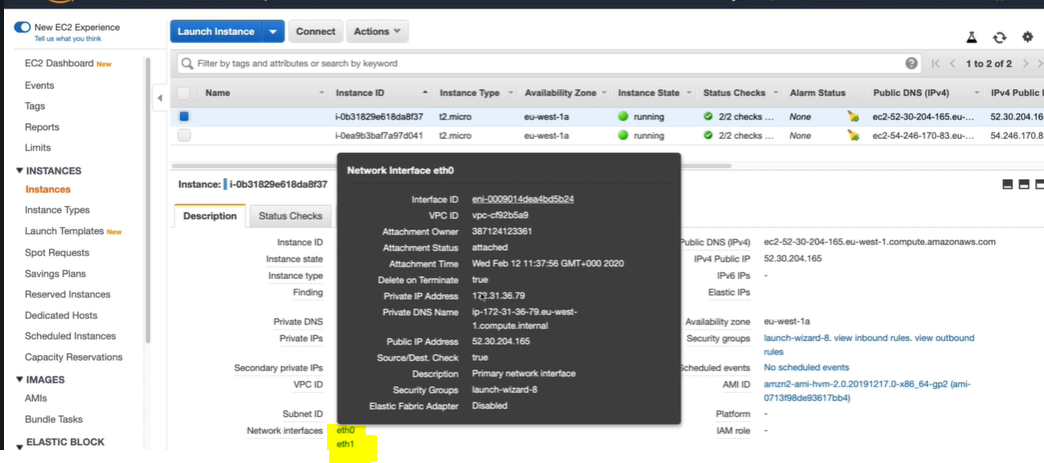 New EC2 Experience
Tell us what you think
EC2 Dashboard New
Events
Tags
Reports
Limits
INSTANCES
Instances
Instance Types
Launch Templates New
Spot Requests
Savings Plans
Reserved Instances
Dedicated Hosts
Scheduled Instances
Capacity Reservations
IMAGES
AMIs
Bundle Tasks
ELASTIC BLOCK
Launch Instance Connect Actions
Filter by tags and attributes or search by keyword 1 to 2 of 2
Name Instance ID Instance Type Availability Zone Instance State Status Checks Alarm Status Public DNS (IPv4) IPv4 Public
i-0b31829e618da8f37 t2.micro eu-west-1a running 2/2 checks ... None ec2-52-30-204-165.eu-... 52.30.204.16
i-0ea9b3baf7a97d041 t2.micro eu-west-1a running 2/2 checks ... None ec2-54-246-170-83.eu-... 54.246.170.8
Instance: i-0b31829e618da8f37
Description Status Checks
Instance ID
Instance state
Instance type
Finding
Private DNS
Private IPs
Secondary private IPs
VPC ID
Subnet ID
Network interfaces eth0
eth1
Network Interface eth0
Interface ID eni-0009014dea4bd5b24
VPC ID vpc-cf92b5a9
Attachment Owner 387124123361
Attachment Status attached
Attachment Time Wed Feb 12 11:37:56 GMT+000 2020
Delete on Terminate true
Private IP Address 172.31.36.79
Private DNS Name ip-172-31-36-79.eu-west-
1.compute.internal
Public IP Address 52.30.204.165
Source/Dest. Check true
Description Primary network interface
Security Groups launch-wizard-8
Elastic Fabric Adapter Disabled
Public DNS (IPv4) ec2-52-30-204-165.eu-west-1.compute.amazonaws.com
IPv4 Public IP 52.30.204.165
IPv6 IPs -
Elastic IPs
Availability zone eu-west-1a
Security groups launch-wizard-8. view inbound rules. view outbound
rules
Scheduled events No scheduled events
AMI ID amzn2-ami-hvm-2.0.20191217.0-x86_64-gp2 (ami-
0713f98de93617bb4)
Platform -
IAM role -